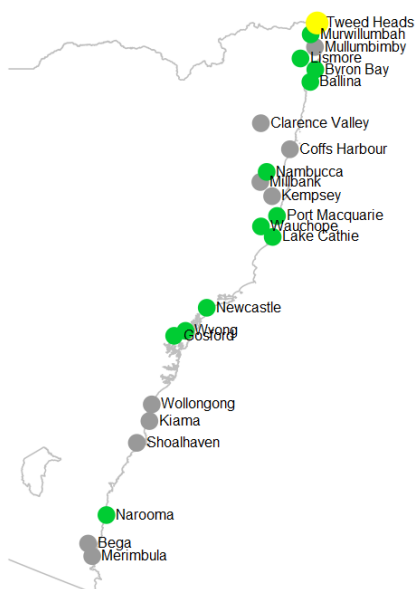 Tweed Heads
Murwillumbah
Mullumbimby
Lismore
Byron Bay
Ballina
Clarence Valley
Coffs Harbour
Nambucca
Millbank
Kempsey
Port Macquarie
Wauchope
Lake Cathie
Newcastle
Wyong
Gosford
Wollongong
Kiama
Shoalhaven
Narooma
Bega
Merimbula